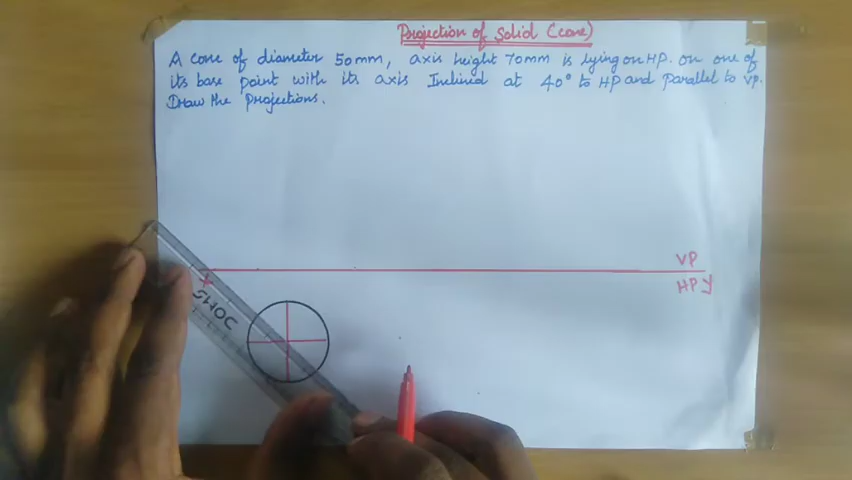 Projection of Solid (cone)
A Cone of diameter 50mm, axis height 70mm is lying on HP. on one of
its base point with its axis Inclined at 40° to HP and parallel to VP.
Draw the Projections.
VP
X
HP Y
JOMS